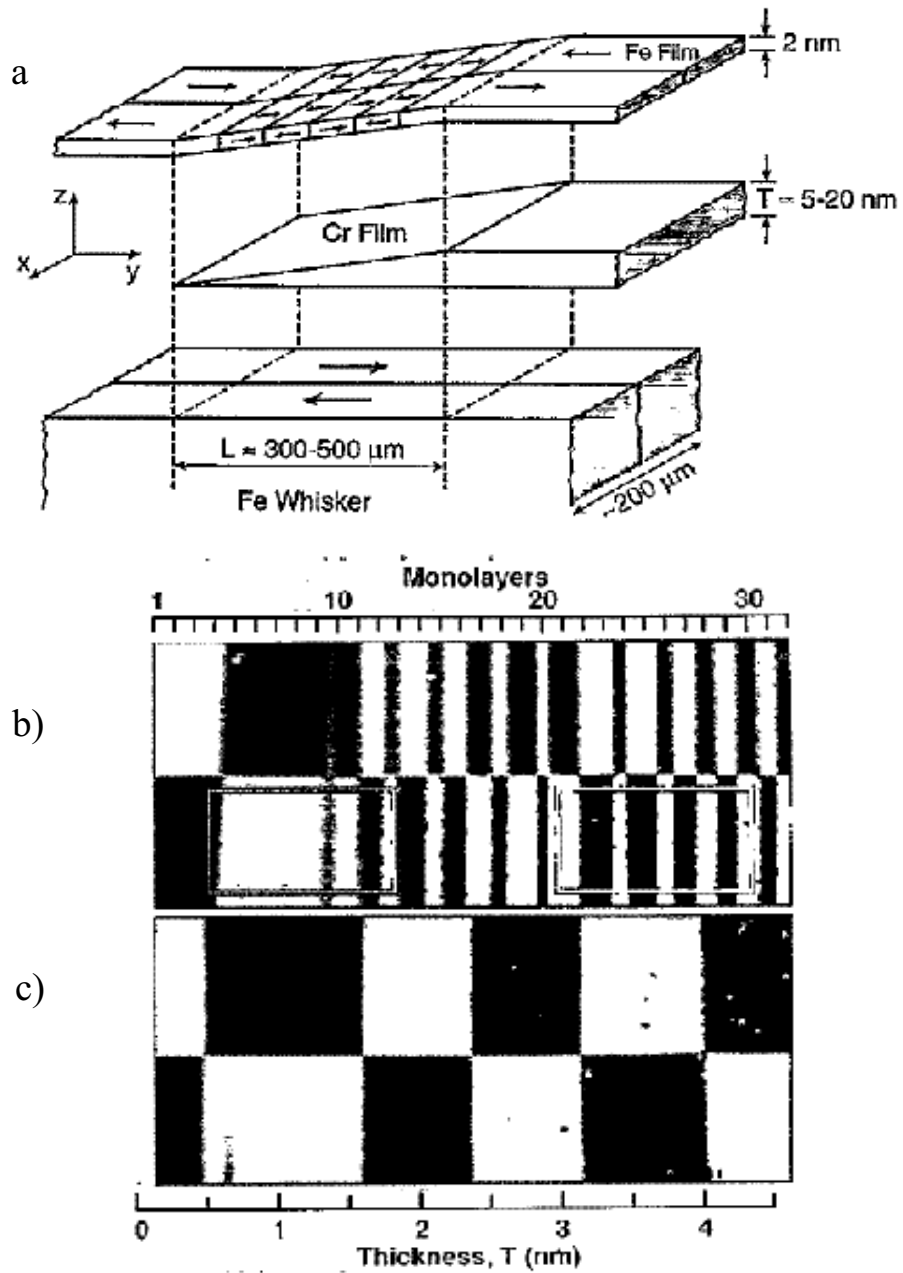 a
Fe Film
2 nm
z
x
y
Cr Film
T = 5-20 nm
L ≈ 300-500 μm
Fe Whisker
~200 μm
Monolayers
1 10 20 30
b)
c)
0 1 2 3 4
Thickness, T (nm)